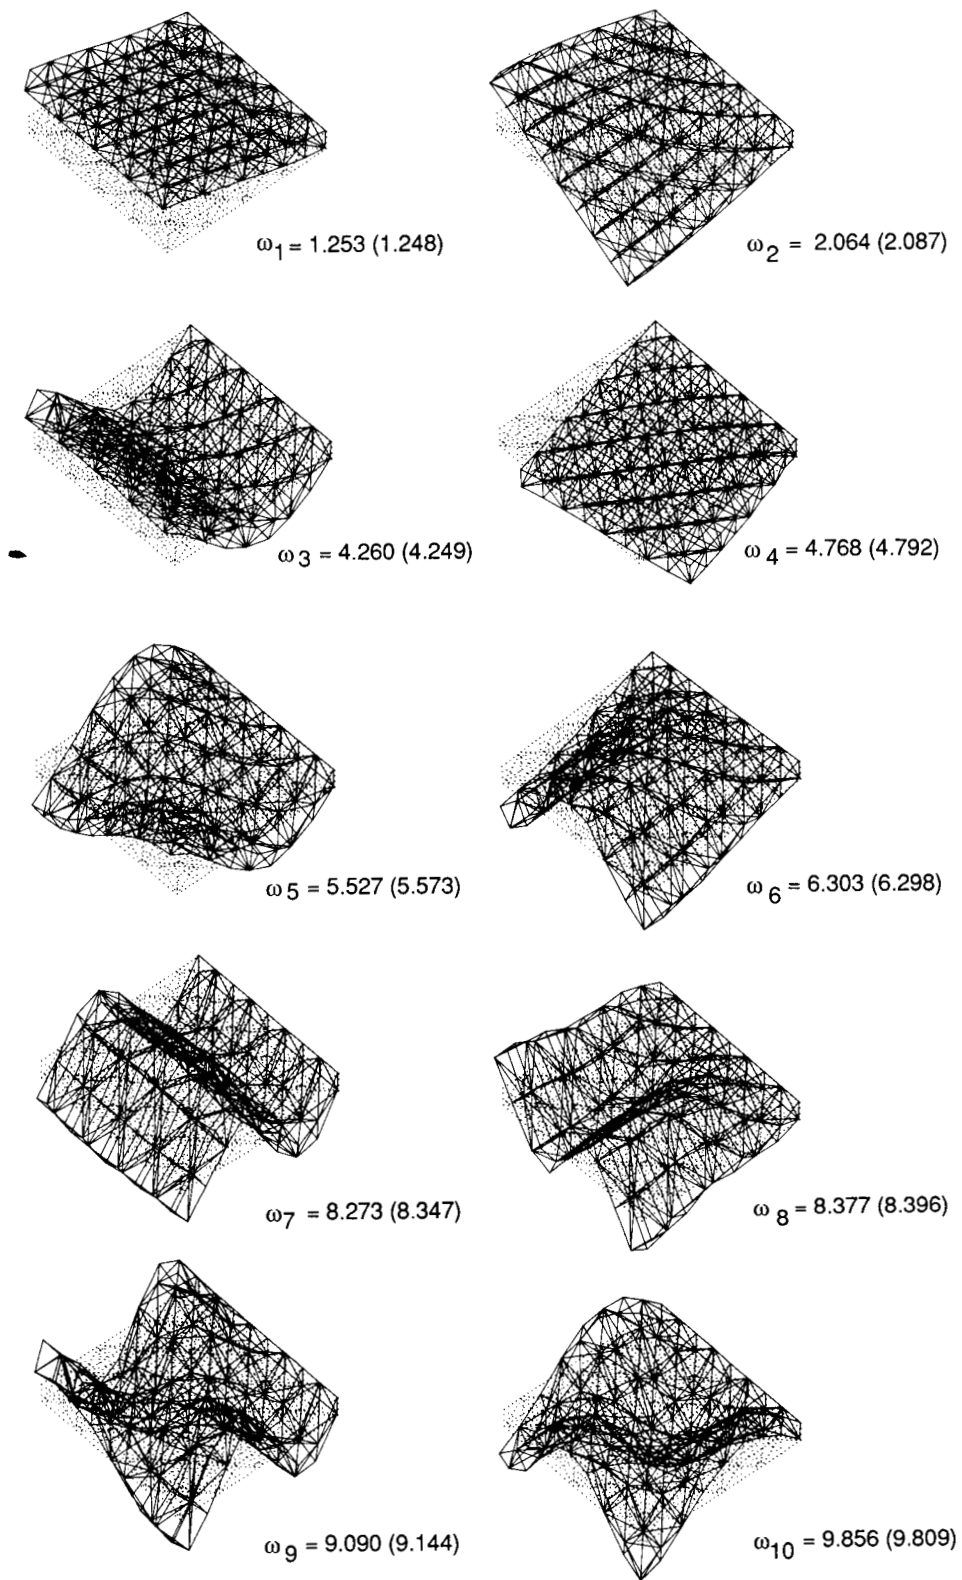 ω1 = 1.253 (1.248)
ω2 = 2.064 (2.087)
ω3 = 4.260 (4.249)
ω4 = 4.768 (4.792)
ω5 = 5.527 (5.573)
ω6 = 6.303 (6.298)
ω7 = 8.273 (8.347)
ω8 = 8.377 (8.396)
ω9 = 9.090 (9.144)
ω10 = 9.856 (9.809)